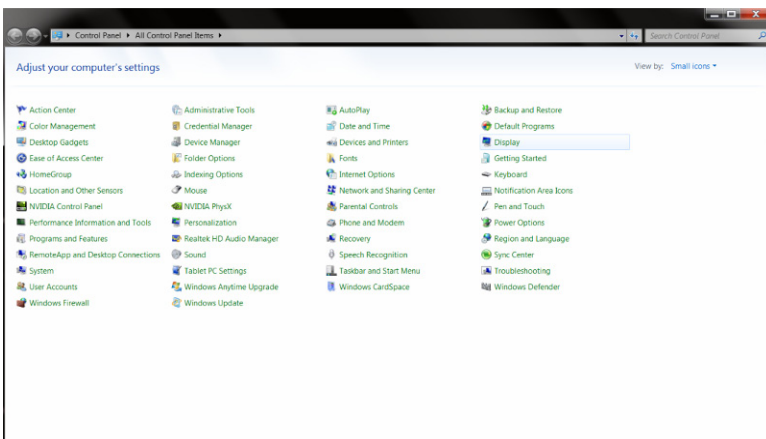 Control Panel All Control Panel Items Search Control Panel
Adjust your computer's settings View by: Small icons
Action Center Administrative Tools AutoPlay Backup and Restore
Color Management Credential Manager Date and Time Default Programs
Desktop Gadgets Device Manager Devices and Printers Display
Ease of Access Center Folder Options Fonts Getting Started
HomeGroup Indexing Options Internet Options Keyboard
Location and Other Sensors Mouse Network and Sharing Center Notification Area Icons
NVIDIA Control Panel NVIDIA PhysX Parental Controls Pen and Touch
Performance Information and Tools Personalization Phone and Modem Power Options
Programs and Features Realtek HD Audio Manager Recovery Region and Language
RemoteApp and Desktop Connections Sound Speech Recognition Sync Center
System Tablet PC Settings Taskbar and Start Menu Troubleshooting
User Accounts Windows Anytime Upgrade Windows CardSpace Windows Defender
Windows Firewall Windows Update